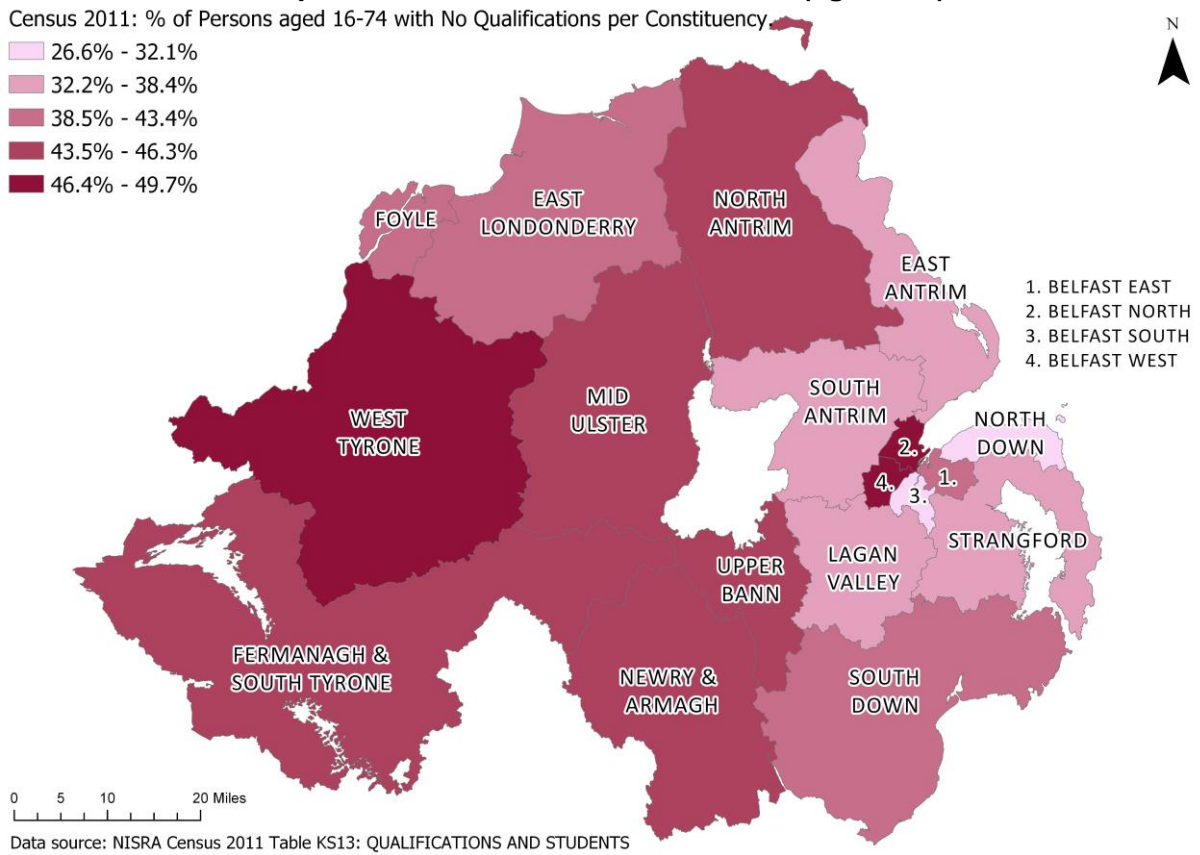 Census 2011: % of Persons aged 16-74 with No Qualifications per Constituency.
26.6% - 32.1%
32.2% - 38.4%
38.5% - 43.4%
43.5% - 46.3%
46.4% - 49.7%
N
FOYLE
EAST
LONDONDERRY
NORTH
ANTRIM
EAST
ANTRIM
1. BELFAST EAST
2. BELFAST NORTH
3. BELFAST SOUTH
4. BELFAST WEST
WEST
TYRONE
MID
ULSTER
SOUTH
ANTRIM
NORTH
DOWN
2.
4.
3.
1.
STRANGFORD
UPPER
BANN
LAGAN
VALLEY
FERMANAGH &
SOUTH TYRONE
NEWRY &
ARMAGH
SOUTH
DOWN
0 5 10 20 Miles
Data source: NISRA Census 2011 Table KS13: QUALIFICATIONS AND STUDENTS